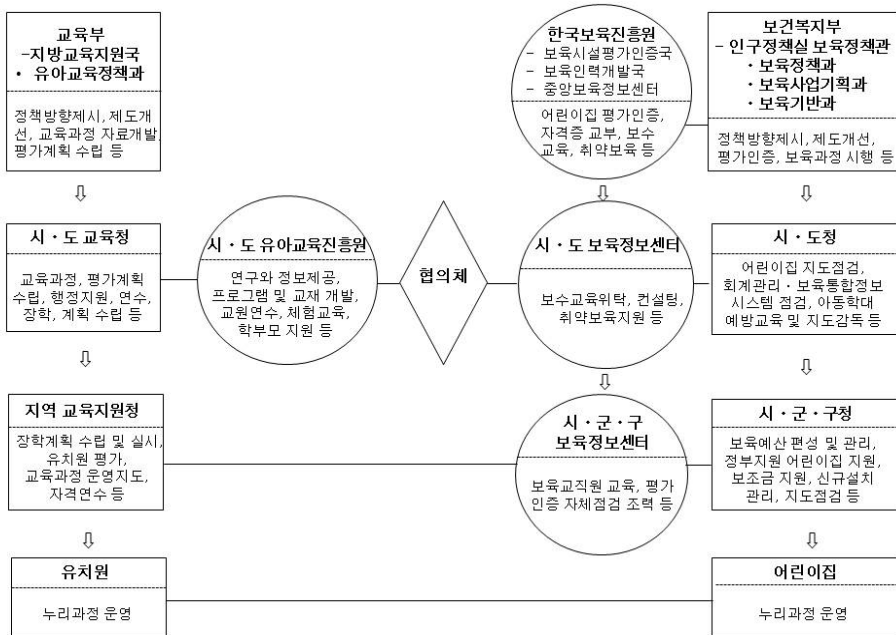 교육부
-지방교육지원국
• 유아교육정책과
정책방향제시, 제도개
선, 교육과정 자료개발,
평가계획 수립 등
한국보육진흥원
- 보육시설평가인증국
- 보육인력개발국
- 중앙보육정보센터
어린이집 평가인증,
자격증 교부, 보수
교육, 취약보육 등
보건복지부
- 인구정책실 보육정책관
・보육정책과
・보육사업기획과
・보육기반과
정책방향제시, 제도개선,
평가인증, 보육과정 시행 등
시・도 교육청
교육과정, 평가계획
수립, 행정지원, 연수,
장학, 계획 수립 등
시・도 유아교육진흥원
연구와 정보제공,
프로그램 및 교재 개발,
교원연수, 체험교육,
학부모 지원 등
협의체
시・도 보육정보센터
보수교육위탁, 컨설팅,
취약보육지원 등
시・도청
어린이집 지도점검,
회계관리・보육통합정보
시스템 점검, 아동학대
예방교육 및 지도감독 등
지역 교육지원청
장학계획 수립 및 실시,
유치원 평가,
교육과정 운영지도,
자격연수 등
시・군・구
보육정보센터
보육교직원 교육, 평가
인증 자체점검 조력 등
시・군・구청
보육예산 편성 및 관리,
정부지원 어린이집 지원,
보조금 지원, 신규설치
관리, 지도점검 등
유치원
누리과정 운영
어린이집
누리과정 운영